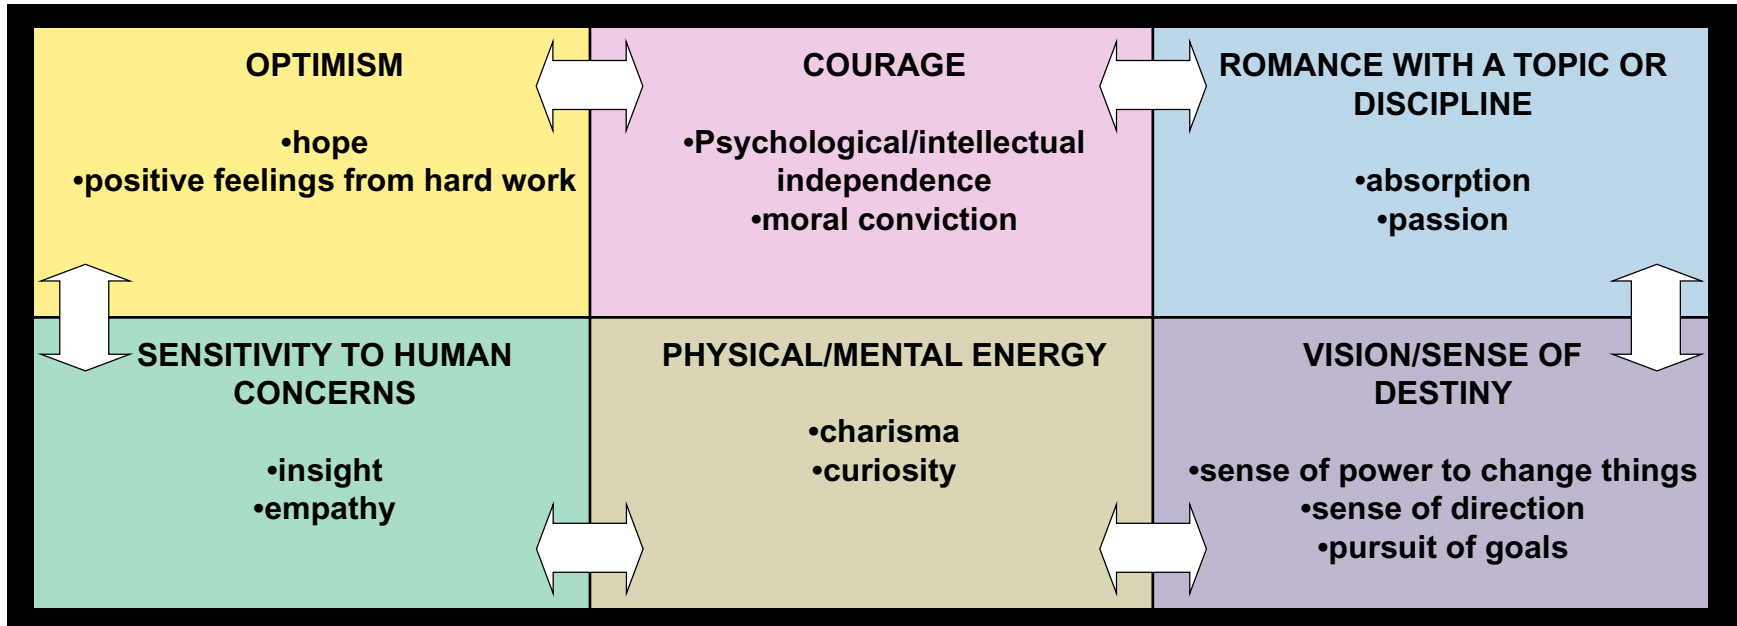 OPTIMISM
•hope
•positive feelings from hard work
COURAGE
•Psychological/intellectual
independence
•moral conviction
ROMANCE WITH A TOPIC OR
DISCIPLINE
•absorption
•passion
SENSITIVITY TO HUMAN
CONCERNS
•insight
•empathy
PHYSICAL/MENTAL ENERGY
•charisma
•curiosity
VISION/SENSE OF
DESTINY
•sense of power to change things
•sense of direction
•pursuit of goals